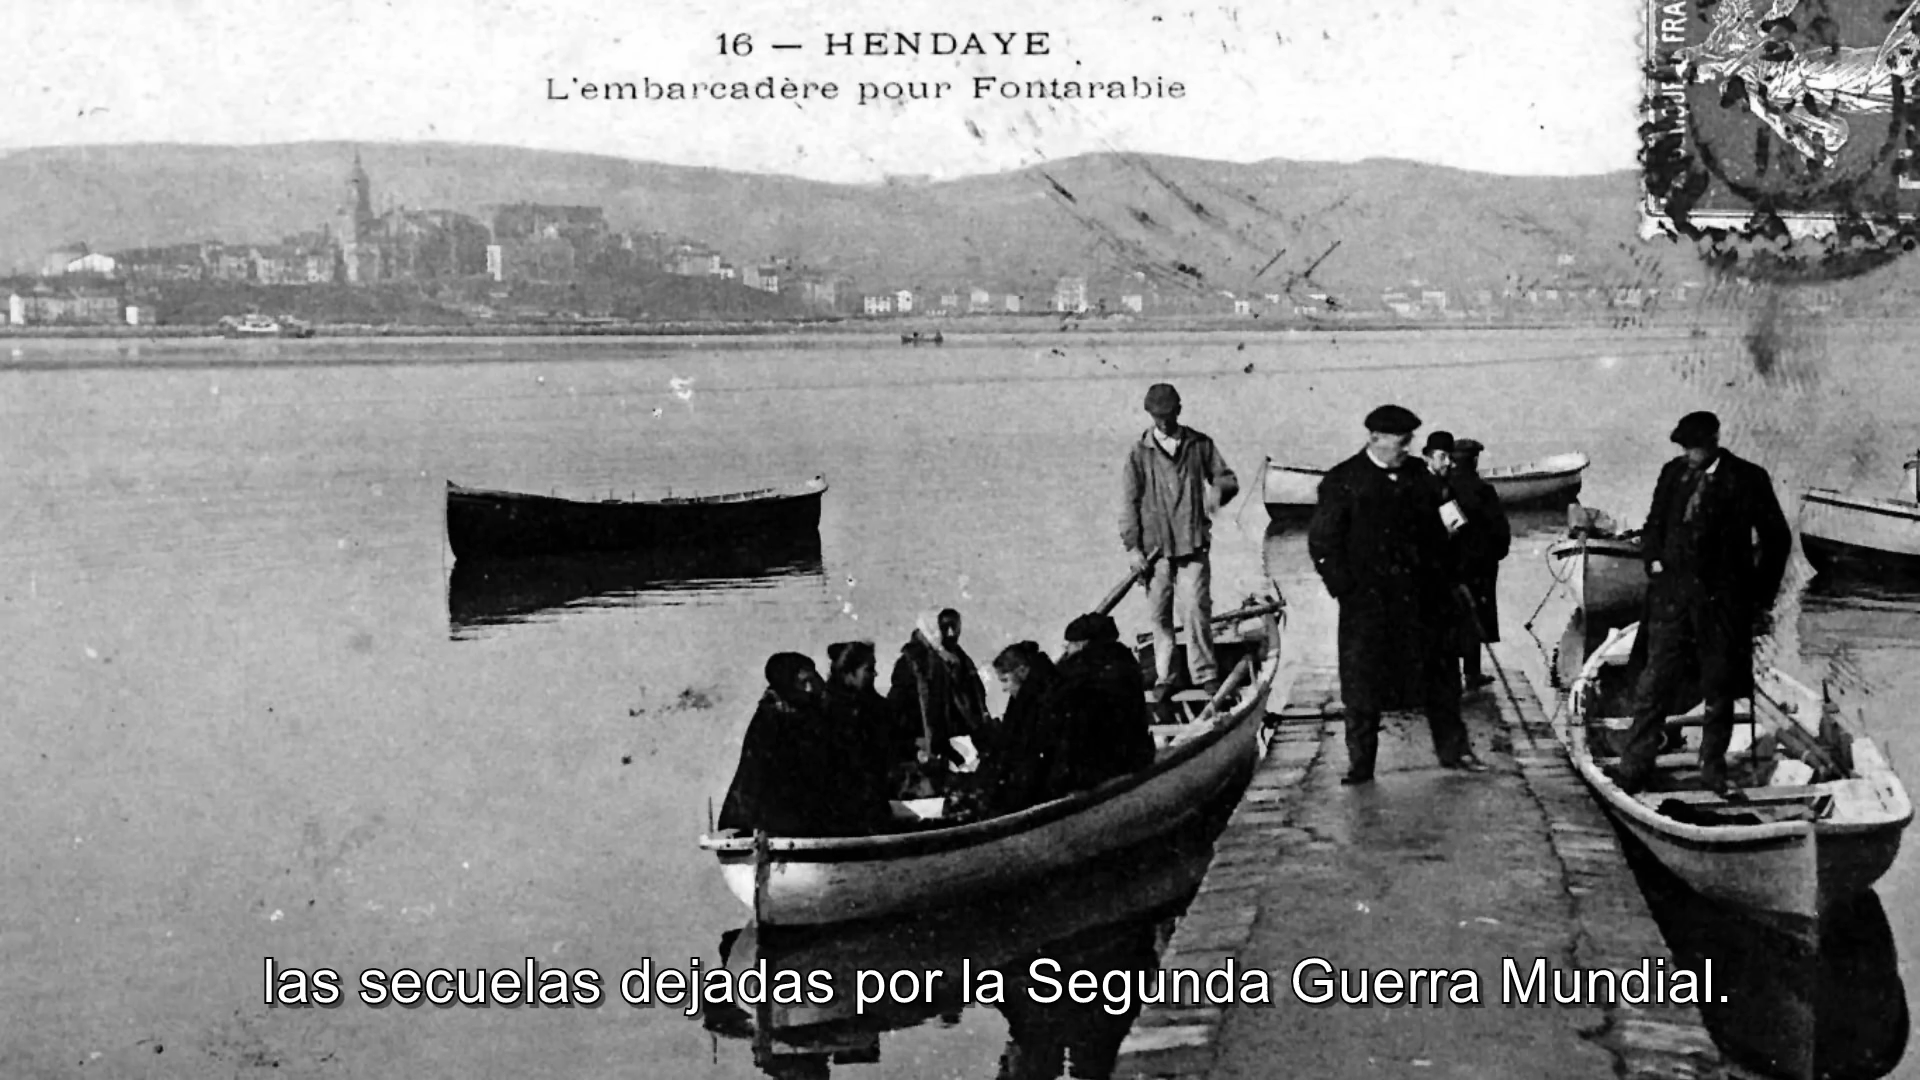 16 — HENDAYE
L'embarcadère pour Fontarabie
las secuelas dejadas por la Segunda Guerra Mundial.